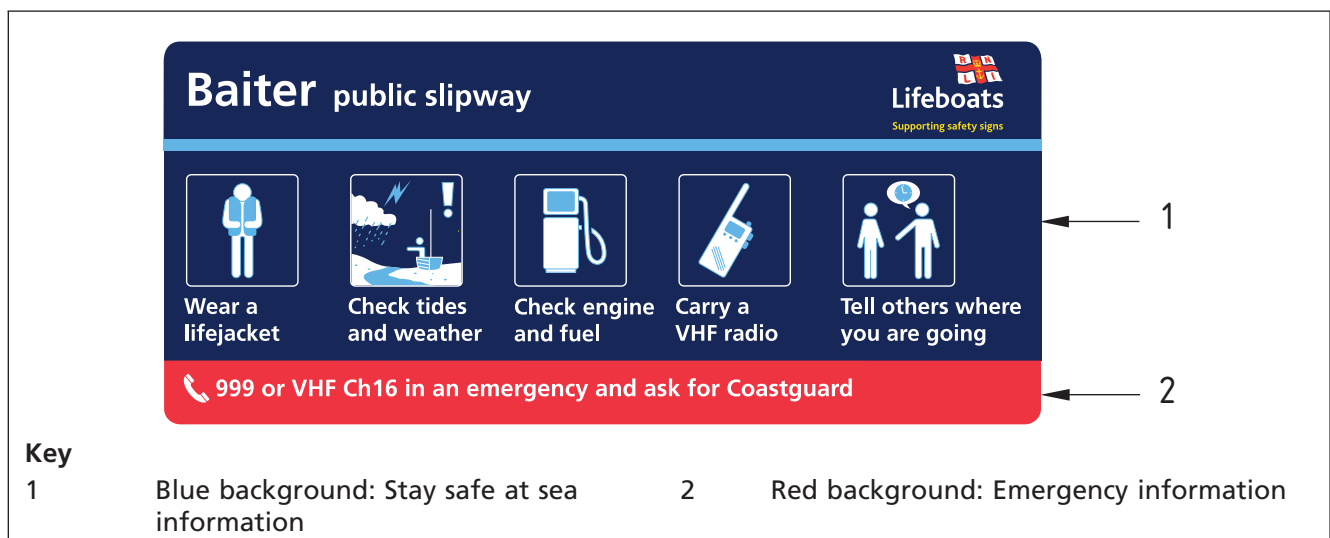 Baiter public slipway
R N
L I
Lifeboats
Supporting safety signs
1
Wear a
lifejacket
Check tides
and weather
Check engine
and fuel
Carry a
VHF radio
Tell others where
you are going
999 or VHF Ch16 in an emergency and ask for Coastguard
2
Key
1 Blue background: Stay safe at sea
information
2 Red background: Emergency information